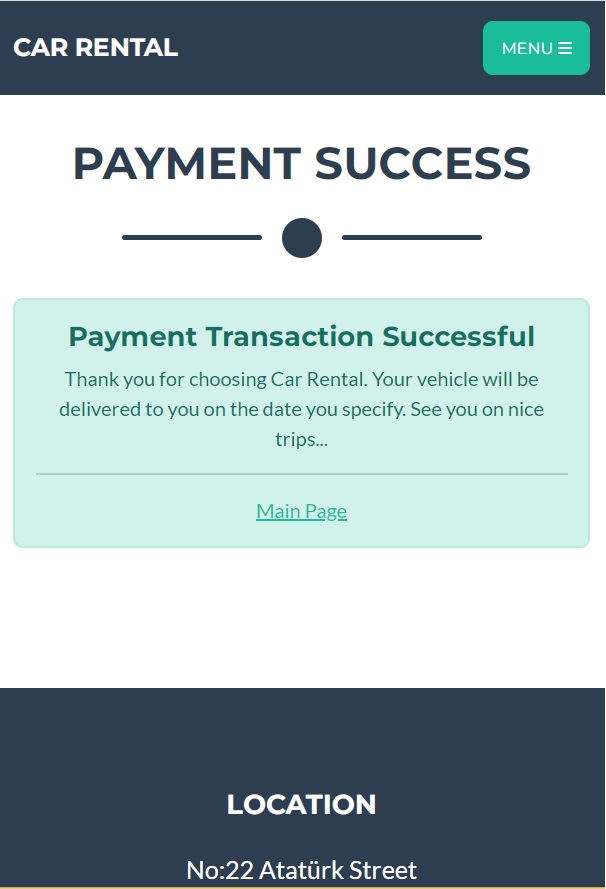 CAR RENTAL
MENU
PAYMENT SUCCESS
Payment Transaction Successful
Thank you for choosing Car Rental. Your vehicle will be
delivered to you on the date you specify. See you on nice
trips...
Main Page
LOCATION
No:22 Atatürk Street